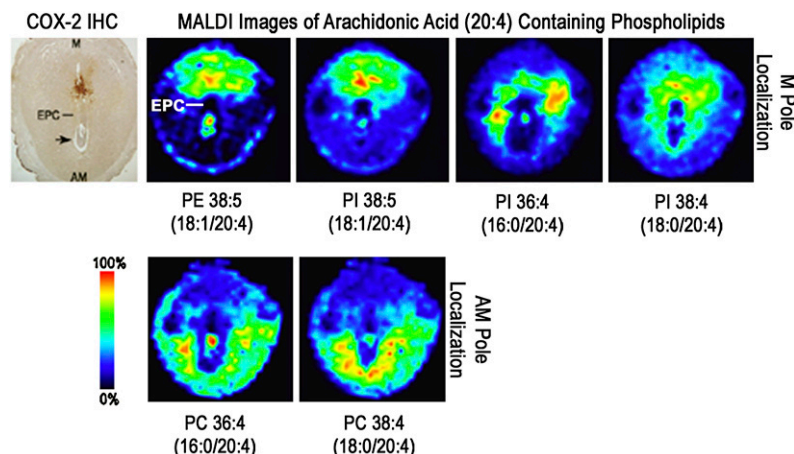 COX-2 IHC
MALDI Images of Arachidonic Acid (20:4) Containing Phospholipids
M
EPC
AM
EPC
M Pole
Localization
PE 38:5
(18:1/20:4)
PI 38:5
(18:1/20:4)
PI 36:4
(16:0/20:4)
PI 38:4
(18:0/20:4)
100%
0%
AM Pole
Localization
PC 36:4
(16:0/20:4)
PC 38:4
(18:0/20:4)